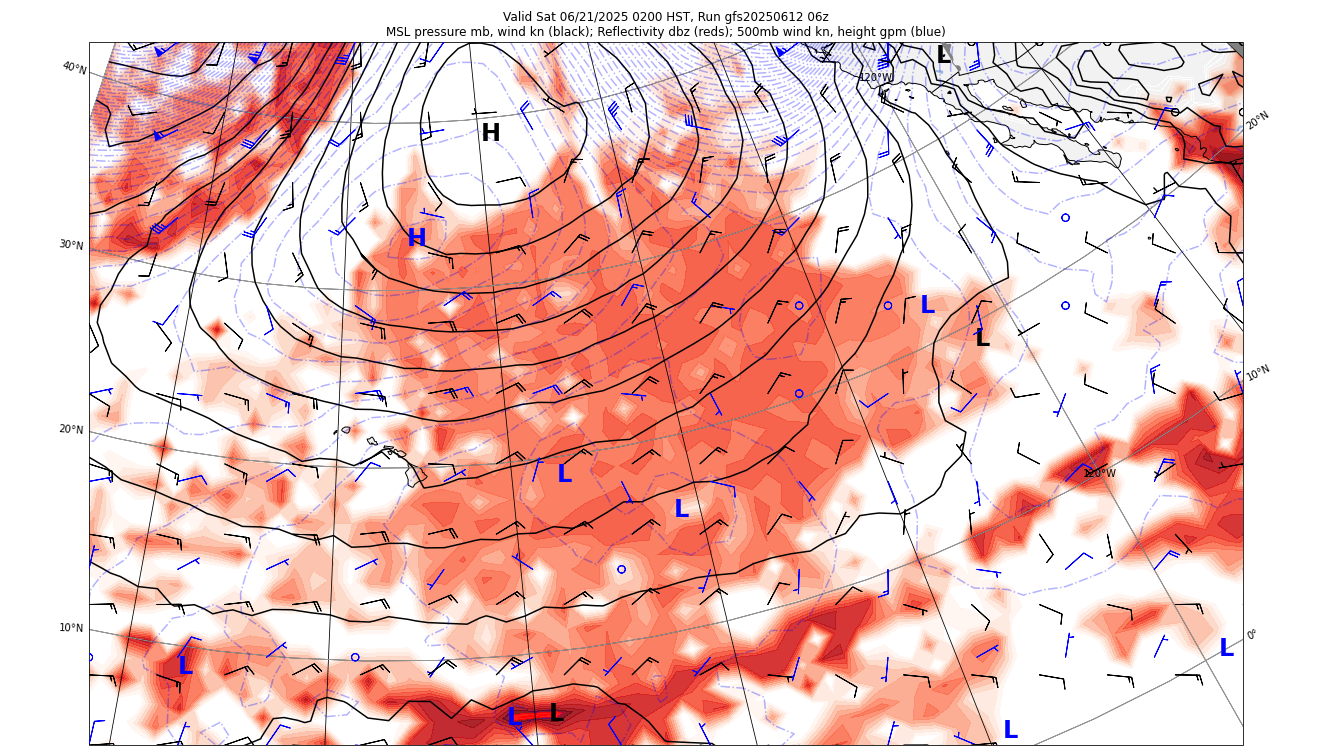 Valid Sat 06/21/2025 0200 HST, Run gfs20250612 06z
MSL pressure mb, wind kn (black); Reflectivity dbz (reds); 500mb wind kn, height gpm (blue)
L
40°N
120°W
20°N
H
H
30°N
L
L
10°N
20°N
L
120°W
L
10°N
0°
L
L
L
L
L